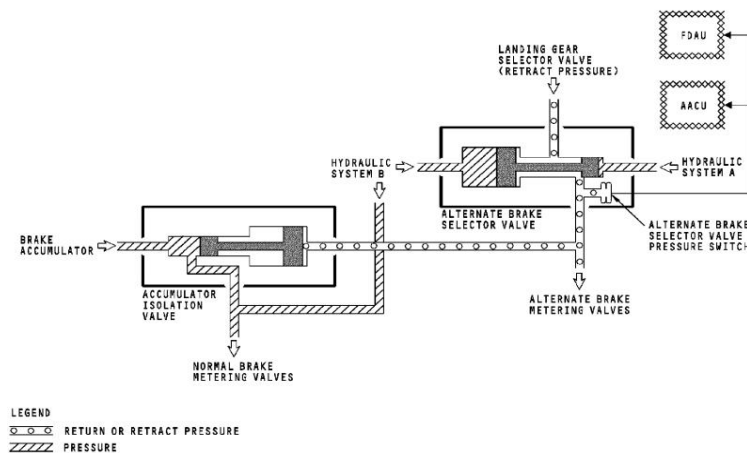 FDAU
AACU
LANDING GEAR
SELECTOR VALVE
(RETRACT PRESSURE)
HYDRAULIC
SYSTEM B
HYDRAULIC
SYSTEM A
ALTERNATE BRAKE
SELECTOR VALVE
ALTERNATE BRAKE
SELECTOR VALVE
PRESSURE SWITCH
BRAKE
ACCUMULATOR
ACCUMULATOR
ISOLATION
VALVE
ALTERNATE BRAKE
METERING VALVES
NORMAL BRAKE
METERING VALVES
LEGEND
RETURN OR RETRACT PRESSURE
PRESSURE